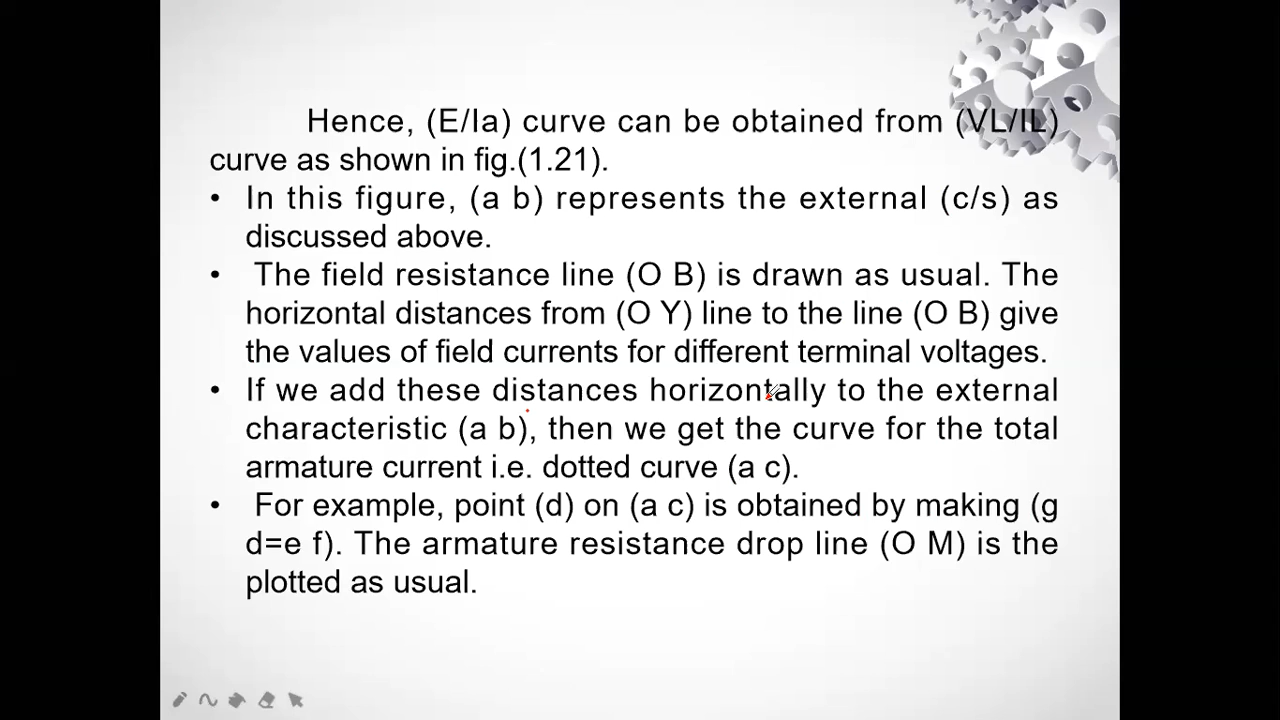 Hence, (E/Ia) curve can be obtained from (VL/IL)
curve as shown in fig.(1.21).
• In this figure, (a b) represents the external (c/s) as
discussed above.
• The field resistance line (O B) is drawn as usual. The
horizontal distances from (O Y) line to the line (O B) give
the values of field currents for different terminal voltages.
• If we add these distances horizontally to the external
characteristic (a b), then we get the curve for the total
armature current i.e. dotted curve (a c).
• For example, point (d) on (a c) is obtained by making (g
d=e f). The armature resistance drop line (O M) is the
plotted as usual.